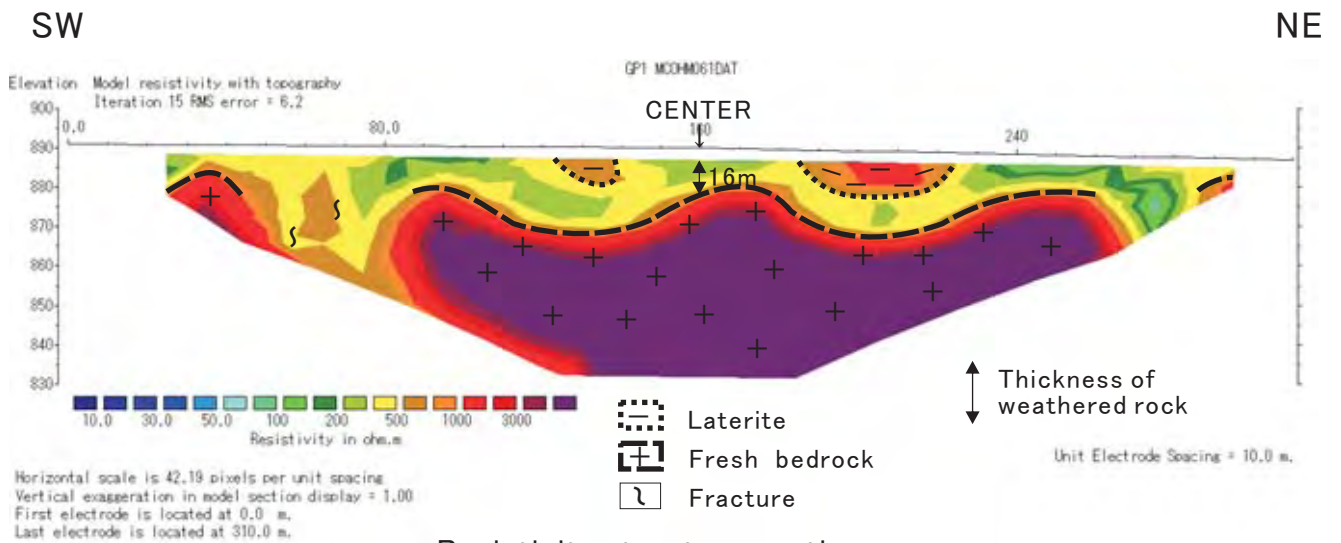 SW
NE
GP1 MCOHM061DAT
Elevation Model resistivity with topography
Iteration 15 RMS error = 6.2
CENTER
900
0.0 80.0 160 240
890
16m
880
870
860
850
840
830
10.0 30.0 50.0 100 200 500 1000 3000
Resistivity in ohm.m
Thickness of
weathered rock
Laterite
Fresh bedrock
Fracture
Unit Electrode Spacing = 10.0 m.
Horizontal scale is 42.19 pixels per unit spacing
Vertical exaggeration in model section display = 1.00
First electrode is located at 0.0 m.
Last electrode is located at 310.0 m.